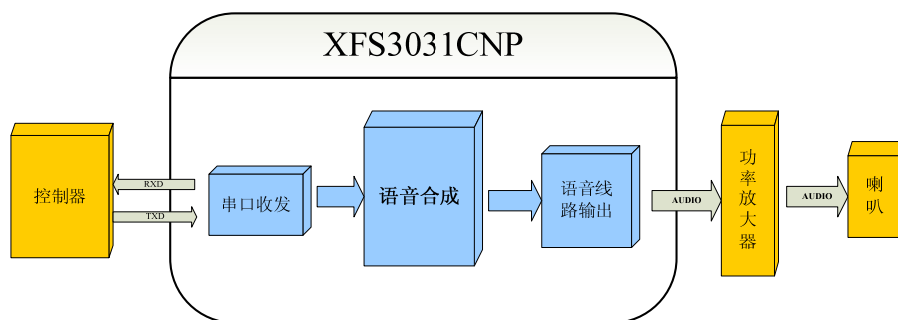 XFS3031CNP
控制器
RXD
TXD
串口收发
语音合成
语音线
路输出
AUDIO
功
率
放
大
器
AUDIO
喇
叭